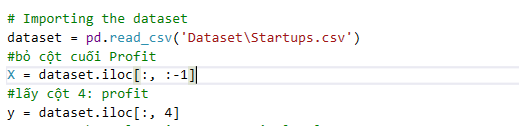 # Importing the dataset
dataset = pd.read_csv('Dataset\Startups.csv')
#bỏ cột cuối Profit
X = dataset.iloc[:, :-1]
#lấy cột 4: profit
y = dataset.iloc[:, 4]